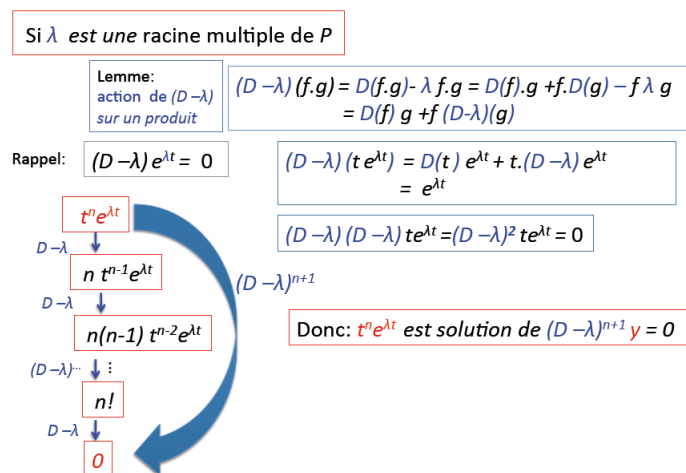 Si λ est une racine multiple de P
Lemme:
action de (D –λ)
sur un produit
(D –λ) (f.g) = D(f.g)- λ f.g = D(f).g +f.D(g) – f λ g
= D(f) g +f (D-λ)(g)
Rappel:
(D –λ) e^λt = 0
(D –λ) (t e^λt) = D(t ) e^λt + t.(D –λ) e^λt
= e^λt
(D –λ) (D –λ) te^λt =(D –λ)² te^λt = 0
tⁿe^λt
D –λ
n t^n-1 e^λt
(D –λ)^n+1
D –λ
n(n-1) t^n-2 e^λt
Donc: tⁿe^λt est solution de (D –λ)^n+1 y = 0
(D –λ)^... ⋮
n!
D –λ
0